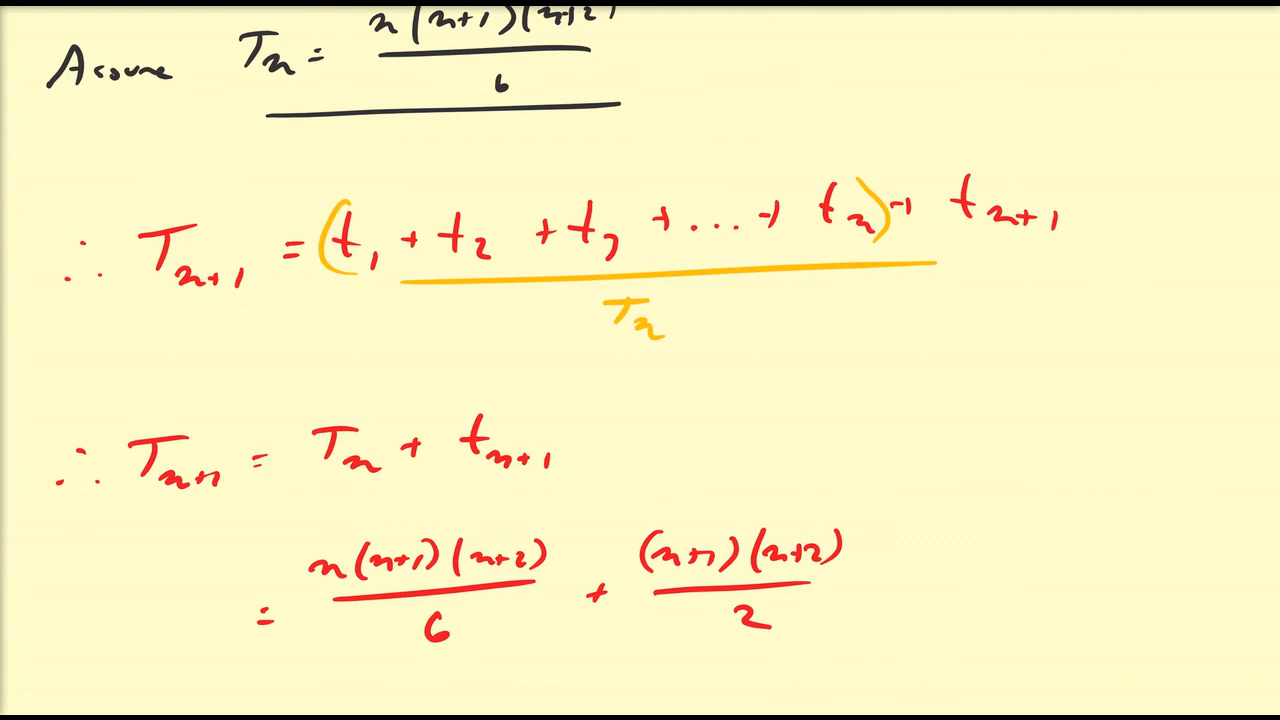 Assume T_n = n(n+1)(n+2) / 6
∴ T_{n+1} = (t_1 + t_2 + t_3 + ... + t_n) + t_{n+1}
T_n
∴ T_{n+1} = T_n + t_{n+1}
= n(n+1)(n+2) / 6 + (n+1)(n+2) / 2